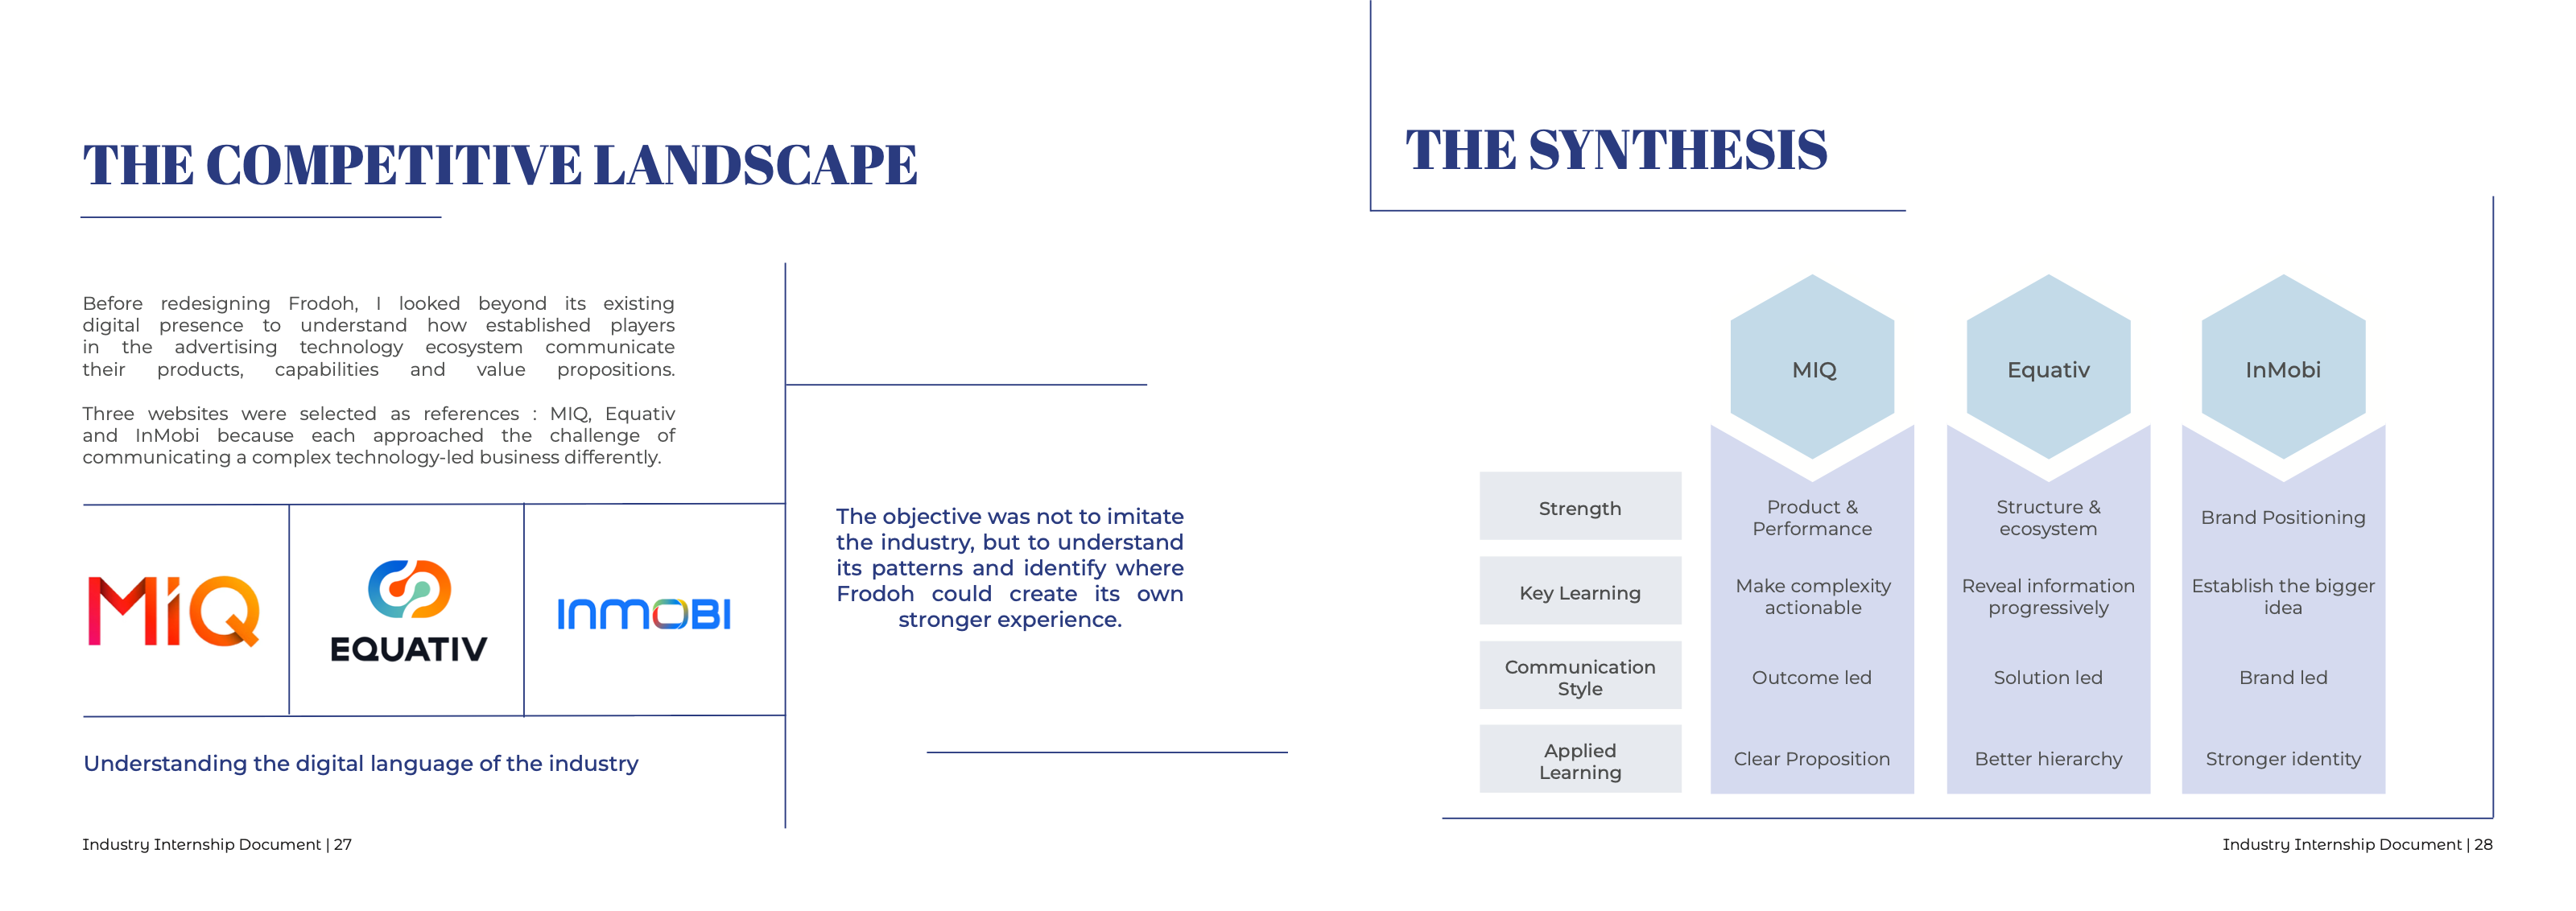 THE COMPETITIVE LANDSCAPE
Before redesigning Frodoh, I looked beyond its existing
digital presence to understand how established players
in the advertising technology ecosystem communicate
their products, capabilities and value propositions.
Three websites were selected as references : MIQ, Equativ
and InMobi because each approached the challenge of
communicating a complex technology-led business differently.
MiQ
EQUATIV
INMOBI
Understanding the digital language of the industry
The objective was not to imitate
the industry, but to understand
its patterns and identify where
Frodoh could create its own
stronger experience.
Industry Internship Document | 27
THE SYNTHESIS
MIQ
Equativ
InMobi
Strength
Product &
Performance
Structure &
ecosystem
Brand Positioning
Key Learning
Make complexity
actionable
Reveal information
progressively
Establish the bigger
idea
Communication
Style
Outcome led
Solution led
Brand led
Applied
Learning
Clear Proposition
Better hierarchy
Stronger identity
Industry Internship Document | 28